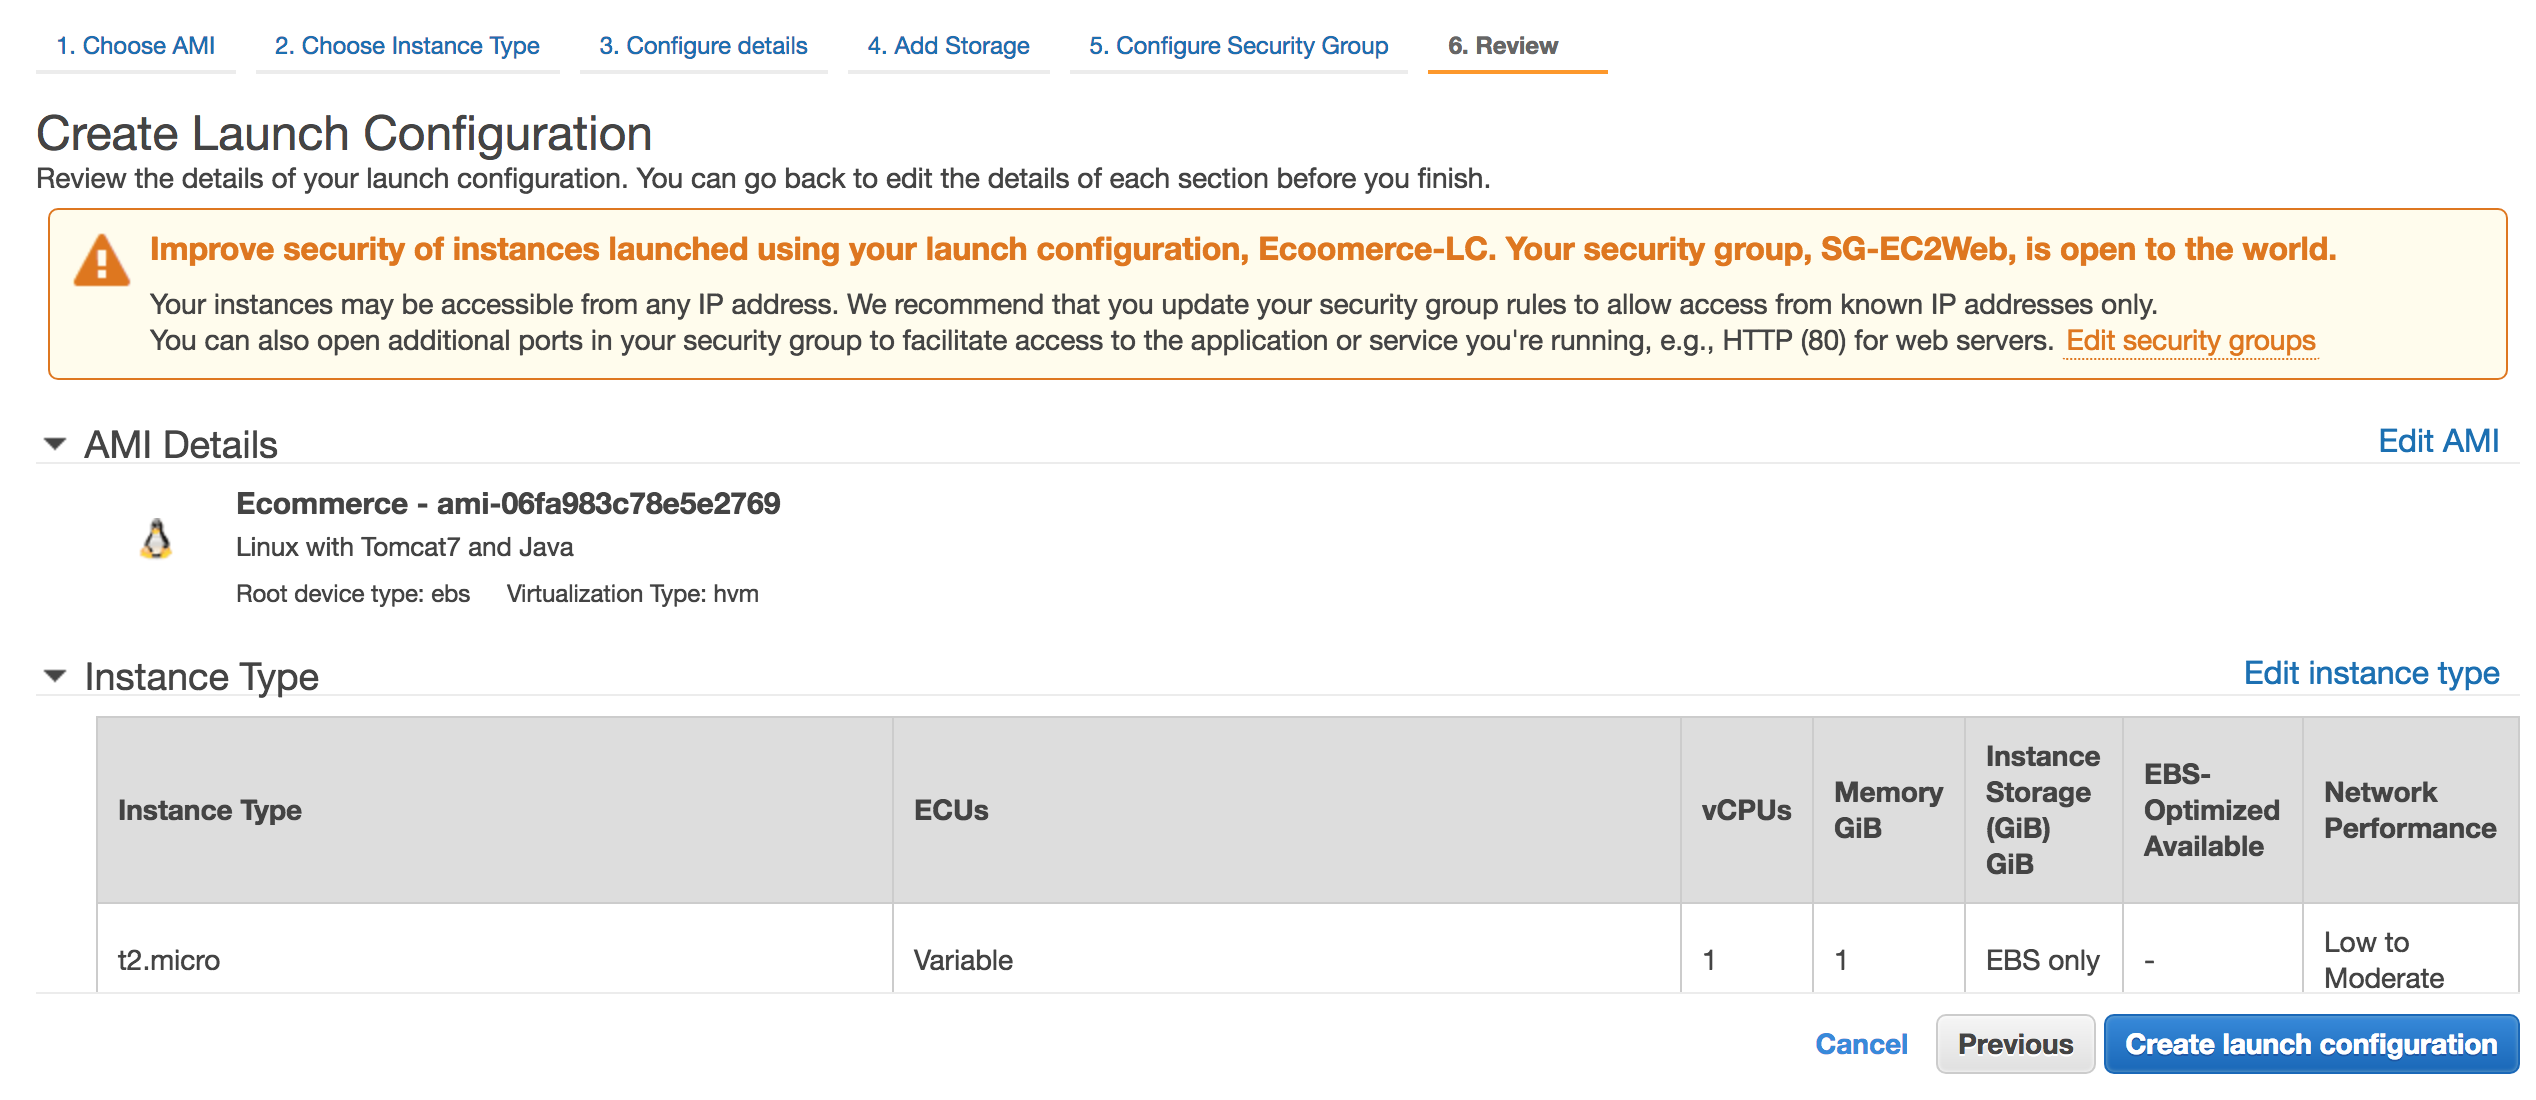 1. Choose AMI 2. Choose Instance Type 3. Configure details 4. Add Storage 5. Configure Security Group 6. Review
Create Launch Configuration
Review the details of your launch configuration. You can go back to edit the details of each section before you finish.
Improve security of instances launched using your launch configuration, Ecoomerce-LC. Your security group, SG-EC2Web, is open to the world.
Your instances may be accessible from any IP address. We recommend that you update your security group rules to allow access from known IP addresses only.
You can also open additional ports in your security group to facilitate access to the application or service you're running, e.g., HTTP (80) for web servers. Edit security groups
AMI Details Edit AMI
Ecommerce - ami-06fa983c78e5e2769
Linux with Tomcat7 and Java
Root device type: ebs Virtualization Type: hvm
Instance Type Edit instance type
Instance Type
ECUs
vCPUs
Memory
GiB
Instance
Storage
(GiB)
GiB
EBS-
Optimized
Available
Network
Performance
t2.micro
Variable
1
1
EBS only
-
Low to
Moderate
Cancel Previous Create launch configuration